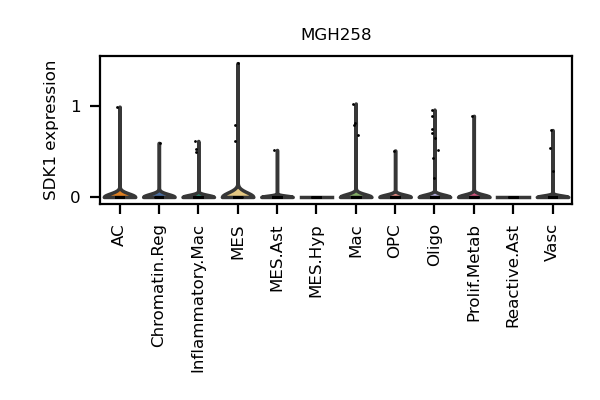 MGH258
SDK1 expression
1
0
AC
Chromatin.Reg
Inflammatory.Mac
MES
MES.Ast
MES.Hyp
Mac
OPC
Oligo
Prolif.Metab
Reactive.Ast
Vasc